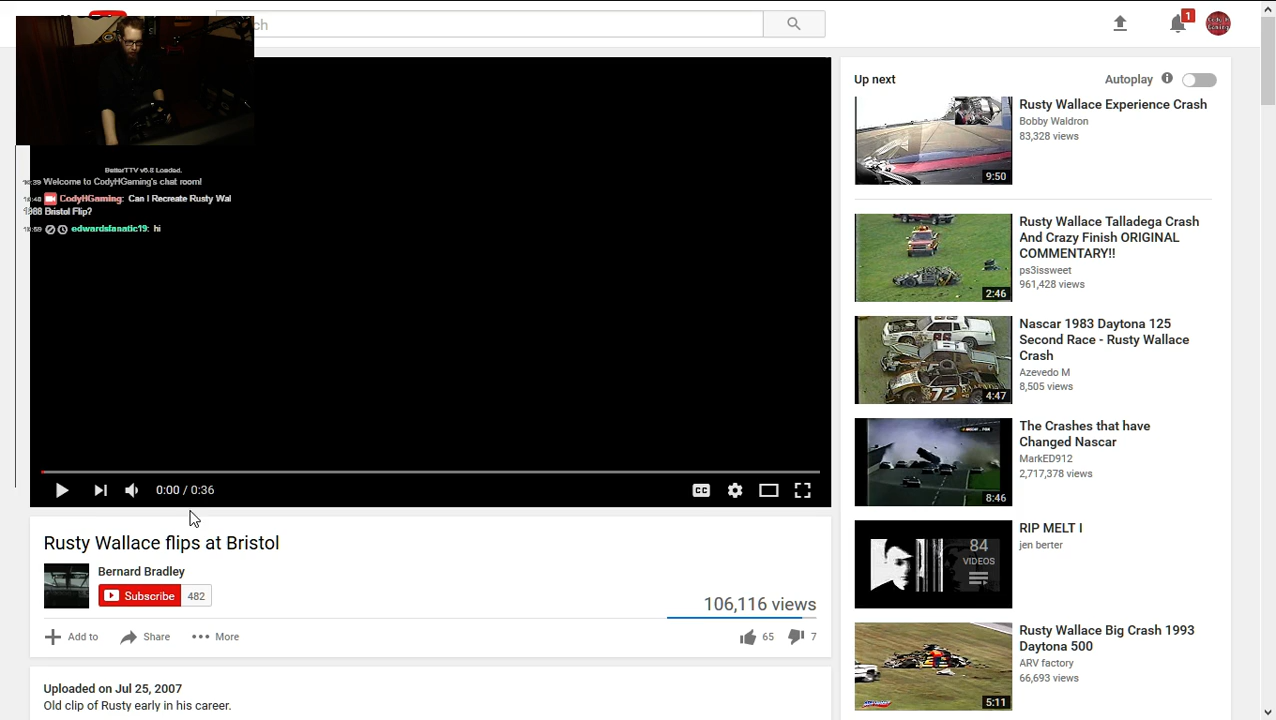 ch
1
BetterTTV v6.8 Loaded.
Welcome to CodyHGaming's chat room!
CodyHGaming: Can I Recreate Rusty Wal
1988 Bristol Flip?
edwardsfanatic19: hi
0:00 / 0:36
CC
Rusty Wallace flips at Bristol
Bernard Bradley
Subscribe 482
106,116 views
Add to Share More
65 7
Uploaded on Jul 25, 2007
Old clip of Rusty early in his career.
Up next
Autoplay
Rusty Wallace Experience Crash
Bobby Waldron
83,328 views
9:50
Rusty Wallace Talladega Crash
And Crazy Finish ORIGINAL
COMMENTARY!!
ps3issweet
961,428 views
2:46
Nascar 1983 Daytona 125
Second Race - Rusty Wallace
Crash
Azevedo M
8,505 views
72
4:47
The Crashes that have
Changed Nascar
MarkED912
2,717,378 views
8:46
RIP MELT I
jen berter
84
VIDEOS
Rusty Wallace Big Crash 1993
Daytona 500
ARV factory
66,693 views
5:11